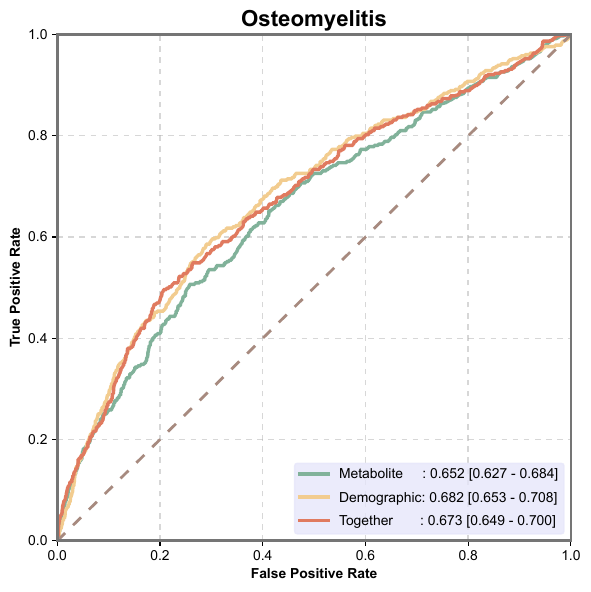 Osteomyelitis
1.0
0.8
0.6
0.4
0.2
0.0
True Positive Rate
Metabolite : 0.652 [0.627 - 0.684]
Demographic: 0.682 [0.653 - 0.708]
Together : 0.673 [0.649 - 0.700]
0.0 0.2 0.4 0.6 0.8 1.0
False Positive Rate